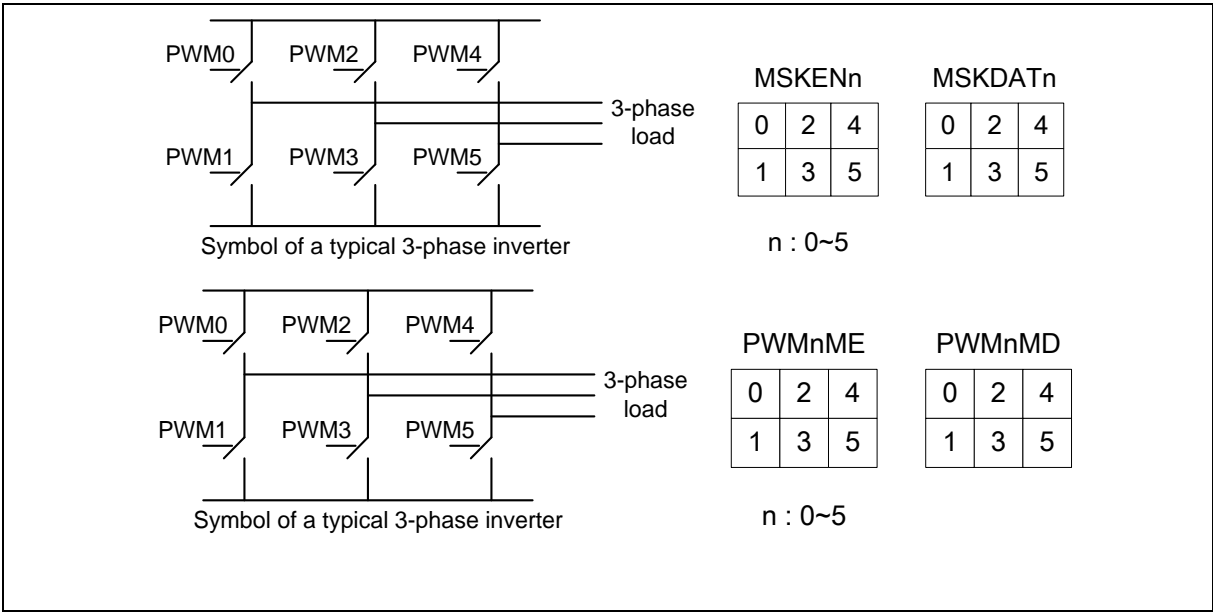 PWM0 PWM2 PWM4
MSKENn MSKDATn
3-phase
load
0 2 4 0 2 4
PWM1 PWM3 PWM5
1 3 5 1 3 5
Symbol of a typical 3-phase inverter
n : 0~5
PWM0 PWM2 PWM4
PWMnME PWMnMD
3-phase
load
0 2 4 0 2 4
PWM1 PWM3 PWM5
1 3 5 1 3 5
Symbol of a typical 3-phase inverter
n : 0~5